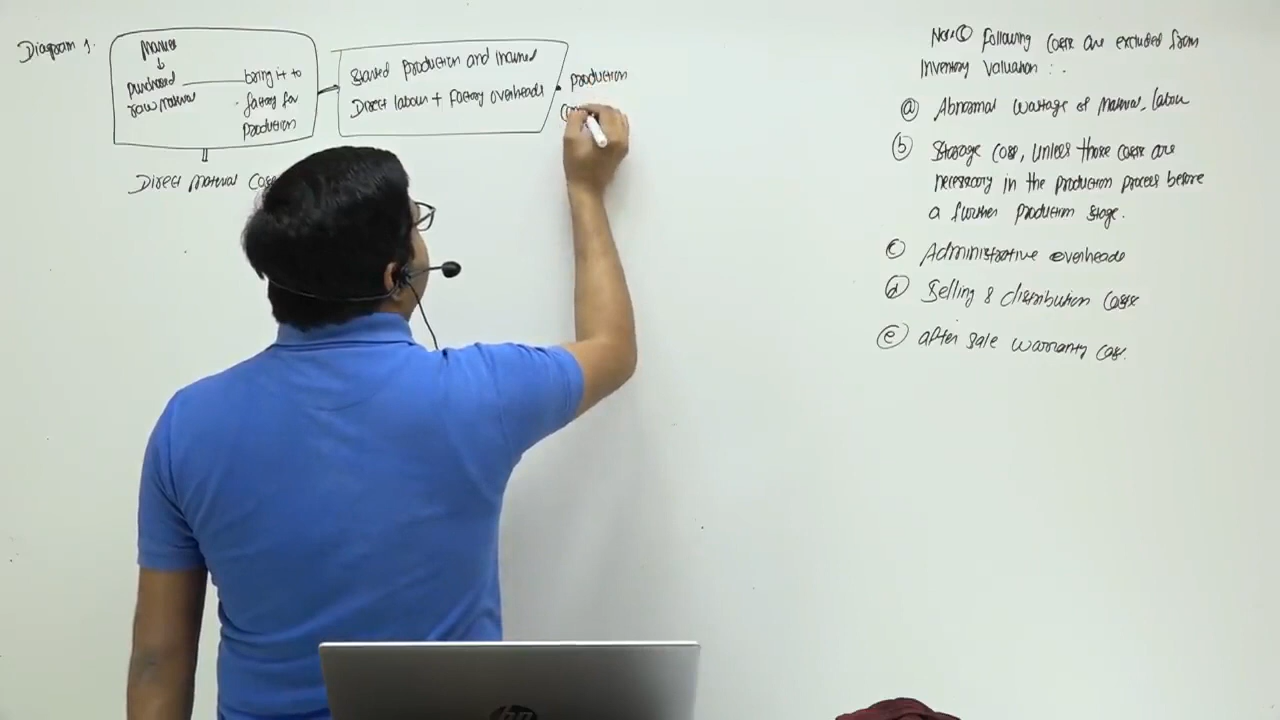 Diagram 1.
Market
↓
purchased
raw material
bring it to
factory for
production
Direct material
Started production and incurred
Direct labour + Factory overheads
production
Note ① Following costs are excluded from
Inventory valuation :-
ⓐ Abnormal wastage of material, labour
ⓑ Storage cost, unless those costs are
necessary in the production process before
a further production stage.
ⓒ Administrative overheads
ⓓ Selling & distribution costs
ⓔ after sale warranty cost.
hp